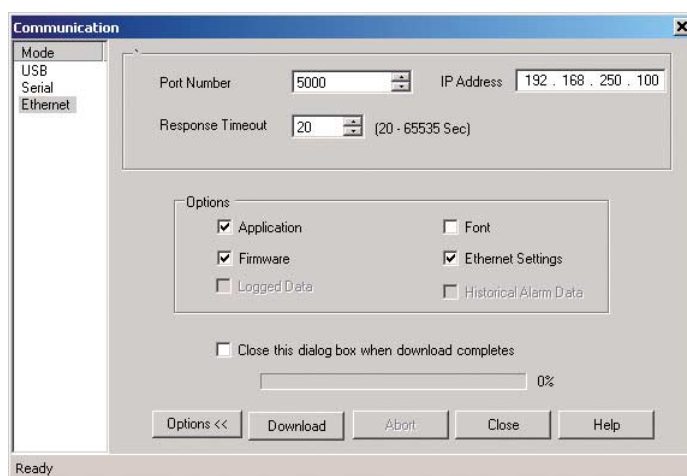 Communication
Mode
USB
Serial
Ethernet
Port Number 5000 IP Address 192 . 168 . 250 . 100
Response Timeout 20 (20 - 65535 Sec)
Options
Application Font
Firmware Ethernet Settings
Logged Data Historical Alarm Data
Close this dialog box when download completes
0%
Options << Download Abort Close Help
Ready